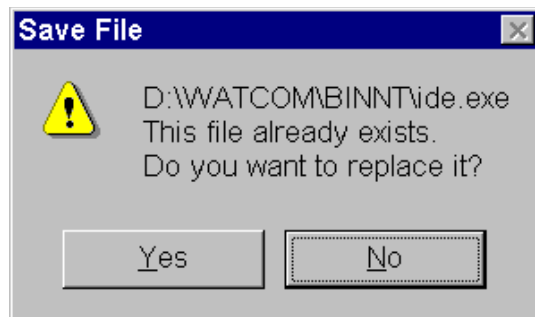 Save File
D:\WATCOM\BINNT\ide.exe
This file already exists.
Do you want to replace it?
Yes
No